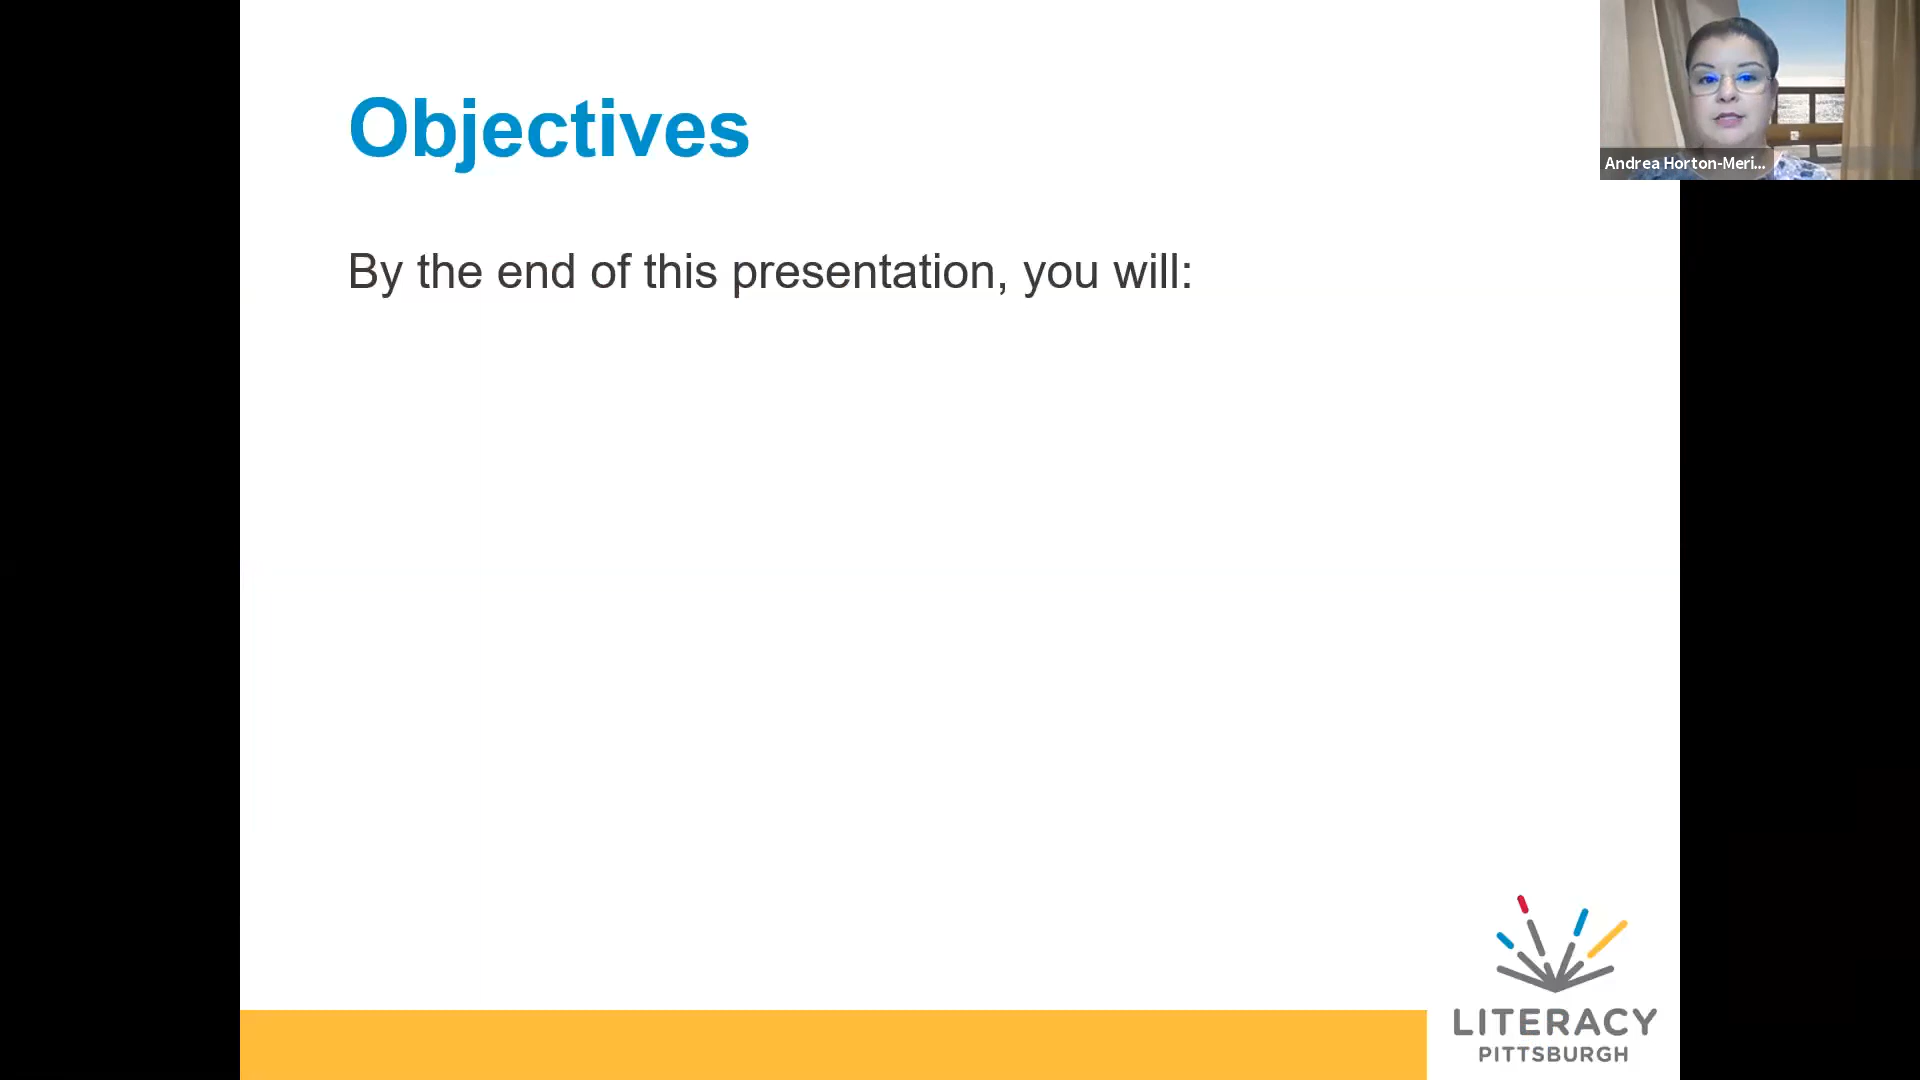 Objectives
Andrea Horton-Meri...
By the end of this presentation, you will:
LITERACY
PITTSBURGH